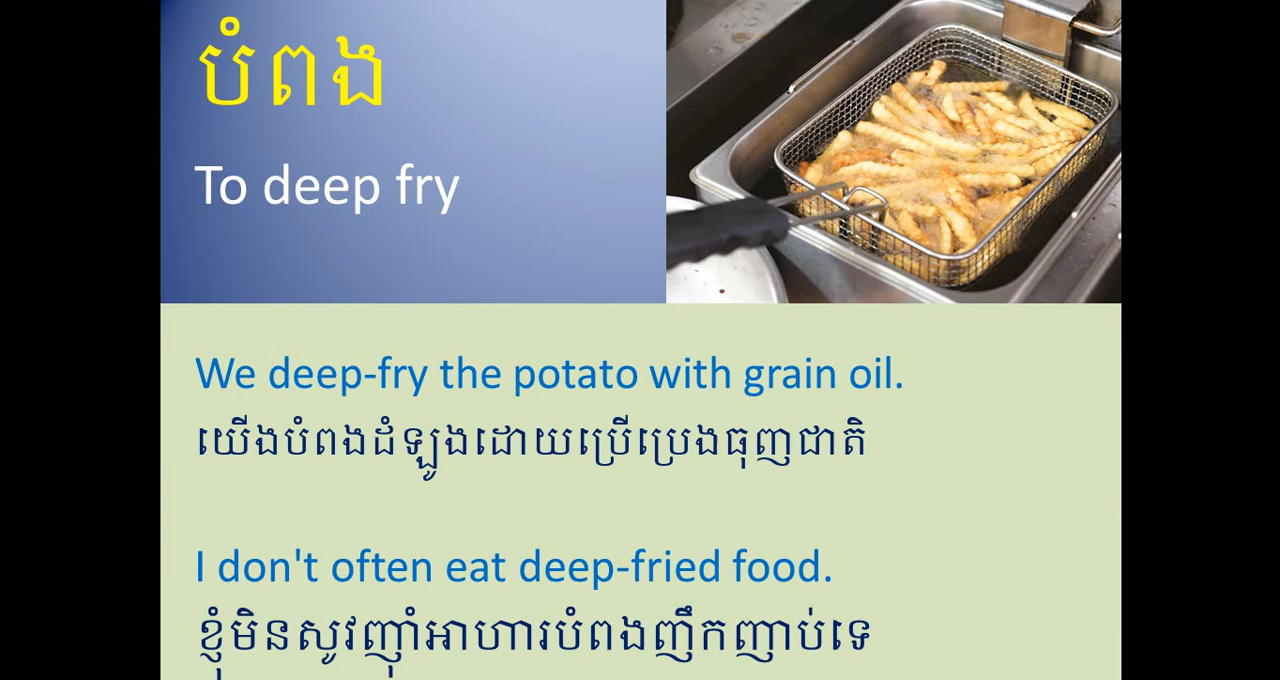 បំពង
To deep fry
We deep-fry the potato with grain oil.
យើងបំពងដំឡូងដោយប្រើប្រេងធុញជាតិ
I don't often eat deep-fried food.
ខ្ញុំមិនសូវញ៉ាំអាហារបំពងញឹកញាប់ទេ